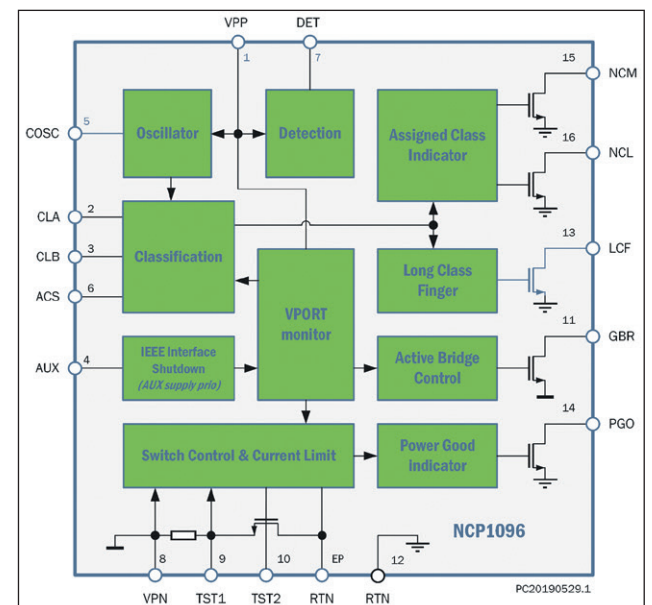 VPP DET
1 7
15 NCM
5 COSC
Oscillator
Detection
Assigned Class
Indicator
16 NCL
CLA 2
CLB 3
ACS 6
Classification
13 LCF
Long Class
Finger
VPORT
monitor
11 GBR
AUX 4
IEEE Interface
Shutdown
(AUX supply prio)
Active Bridge
Control
14 PGO
Switch Control & Current Limit
Power Good
indicator
NCP1096
8 9 10 EP 12
VPN TST1 TST2 RTN RTN
PC20190529.1